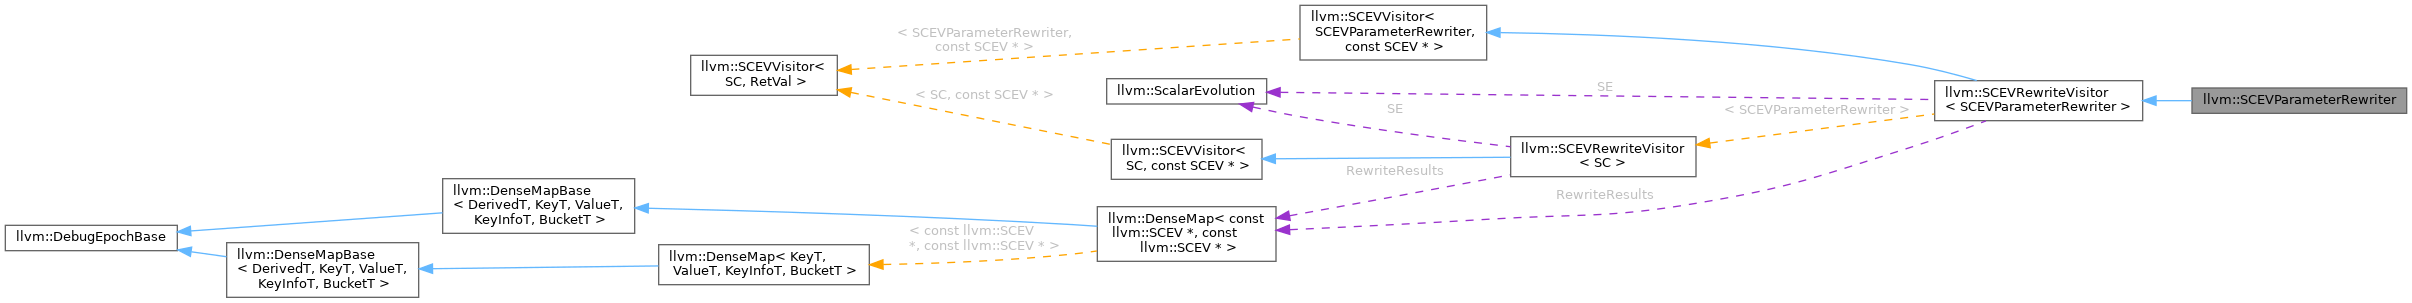 llvm::SCEVVisitor<
SCEVParameterRewriter,
const SCEV * >
< SCEVParameterRewriter,
const SCEV * >
llvm::SCEVVisitor<
SC, RetVal >
llvm::ScalarEvolution
SE
llvm::SCEVRewriteVisitor
< SCEVParameterRewriter >
llvm::SCEVParameterRewriter
< SC, const SCEV * >
SE
< SCEVParameterRewriter >
llvm::SCEVVisitor<
SC, const SCEV * >
llvm::SCEVRewriteVisitor
< SC >
RewriteResults
RewriteResults
llvm::DenseMapBase
< DerivedT, KeyT, ValueT,
KeyInfoT, BucketT >
llvm::DenseMap< const
llvm::SCEV *, const
llvm::SCEV * >
llvm::DebugEpochBase
< const llvm::SCEV
*, const llvm::SCEV * >
llvm::DenseMapBase
< DerivedT, KeyT, ValueT,
KeyInfoT, BucketT >
llvm::DenseMap< KeyT,
ValueT, KeyInfoT, BucketT >